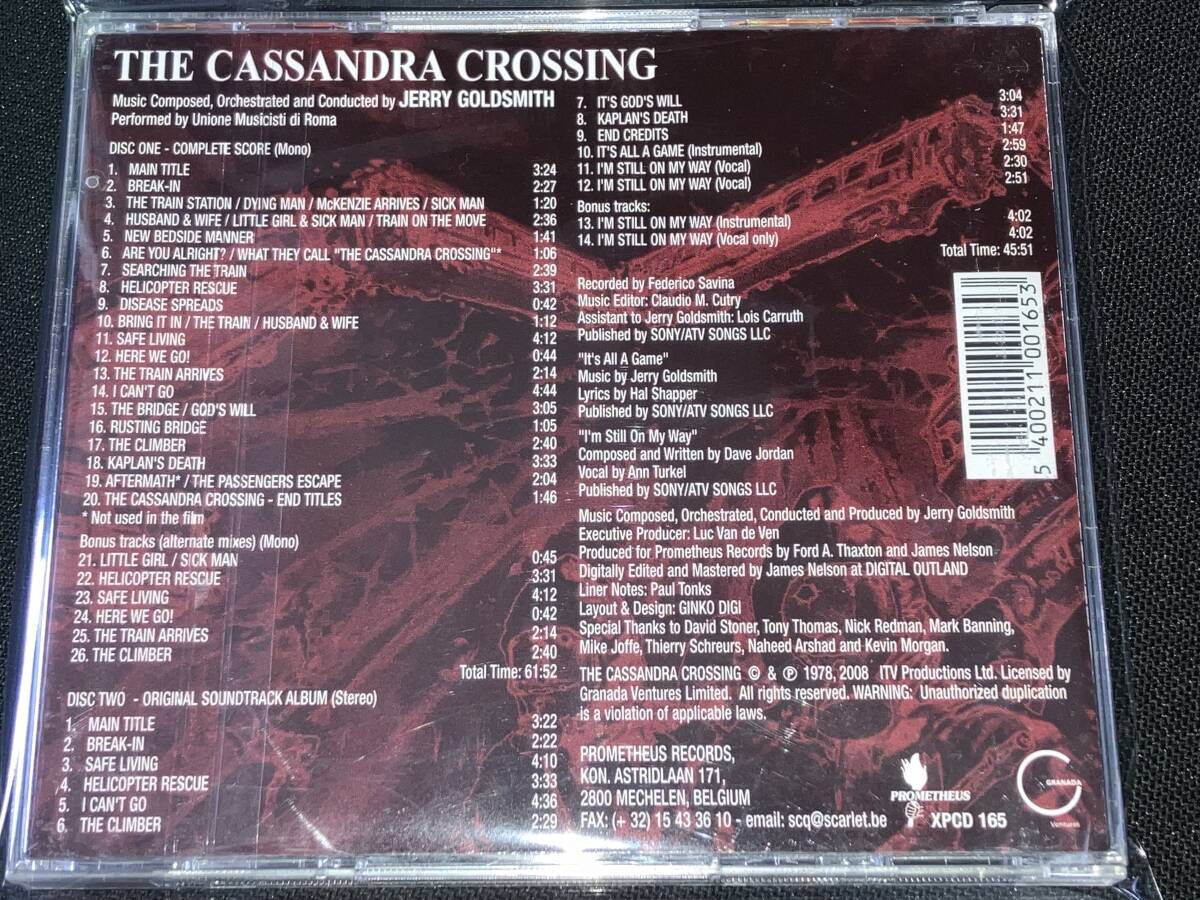 THE CASSANDRA CROSSING
Music Composed, Orchestrated and Conducted by JERRY GOLDSMITH
Performed by Unione Musicisti di Roma
DISC ONE - COMPLETE SCORE (Mono)
1. MAIN TITLE 3:24
2. BREAK-IN 2:27
3. THE TRAIN STATION / DYING MAN / McKENZIE ARRIVES / SICK MAN 1:20
4. HUSBAND & WIFE / LITTLE GIRL & SICK MAN / TRAIN ON THE MOVE 2:36
5. NEW BEDSIDE MANNER 1:41
6. ARE YOU ALRIGHT? / WHAT THEY CALL "THE CASSANDRA CROSSING"* 1:06
7. SEARCHING THE TRAIN 2:39
8. HELICOPTER RESCUE 3:31
9. DISEASE SPREADS 0:42
10. BRING IT IN / THE TRAIN / HUSBAND & WIFE 1:12
11. SAFE LIVING 4:12
12. HERE WE GO! 0:44
13. THE TRAIN ARRIVES 2:14
14. I CAN'T GO 4:44
15. THE BRIDGE / GOD'S WILL 3:05
16. RUSTING BRIDGE 1:05
17. THE CLIMBER 2:40
18. KAPLAN'S DEATH 3:33
19. AFTERMATH* / THE PASSENGERS ESCAPE 2:04
20. THE CASSANDRA CROSSING - END TITLES 1:46
* Not used in the film
Bonus tracks (alternate mixes) (Mono)
21. LITTLE GIRL / SICK MAN 0:45
22. HELICOPTER RESCUE 3:31
23. SAFE LIVING 4:12
24. HERE WE GO! 0:42
25. THE TRAIN ARRIVES 2:14
26. THE CLIMBER 2:40
Total Time: 61:52
DISC TWO - ORIGINAL SOUNDTRACK ALBUM (Stereo)
1. MAIN TITLE 3:22
2. BREAK-IN 2:22
3. SAFE LIVING 4:10
4. HELICOPTER RESCUE 3:33
5. I CAN'T GO 4:36
6. THE CLIMBER 2:29
7. IT'S GOD'S WILL 3:04
8. KAPLAN'S DEATH 3:31
9. END CREDITS 1:47
10. IT'S ALL A GAME (Instrumental) 2:59
11. I'M STILL ON MY WAY (Vocal) 2:30
12. I'M STILL ON MY WAY (Vocal) 2:51
Bonus tracks:
13. I'M STILL ON MY WAY (Instrumental) 4:02
14. I'M STILL ON MY WAY (Vocal only) 4:02
Total Time: 45:51
Recorded by Federico Savina
Music Editor: Claudio M. Cutry
Assistant to Jerry Goldsmith: Lois Carruth
Published by SONY/ATV SONGS LLC
"It's All A Game"
Music by Jerry Goldsmith
Lyrics by Hal Shapper
Published by SONY/ATV SONGS LLC
"I'm Still On My Way"
Composed and Written by Dave Jordan
Vocal by Ann Turkel
Published by SONY/ATV SONGS LLC
Music Composed, Orchestrated, Conducted and Produced by Jerry Goldsmith
Executive Producer: Luc Van de Ven
Produced for Prometheus Records by Ford A. Thaxton and James Nelson
Digitally Edited and Mastered by James Nelson at DIGITAL OUTLAND
Liner Notes: Paul Tonks
Layout & Design: GINKO DIGI
Special Thanks to David Stoner, Tony Thomas, Nick Redman, Mark Banning,
Mike Joffe, Thierry Schreurs, Naheed Arshad and Kevin Morgan.
THE CASSANDRA CROSSING © & ℗ 1978, 2008 ITV Productions Ltd. Licensed by
Granada Ventures Limited. All rights reserved. WARNING: Unauthorized duplication
is a violation of applicable laws.
PROMETHEUS RECORDS,
KON. ASTRIDLAAN 171,
2800 MECHELEN, BELGIUM
FAX: (+ 32) 15 43 36 10 - email: scq@scarlet.be
PROMETHEUS
XPCD 165
GRANADA
Ventures
5 400211 001653